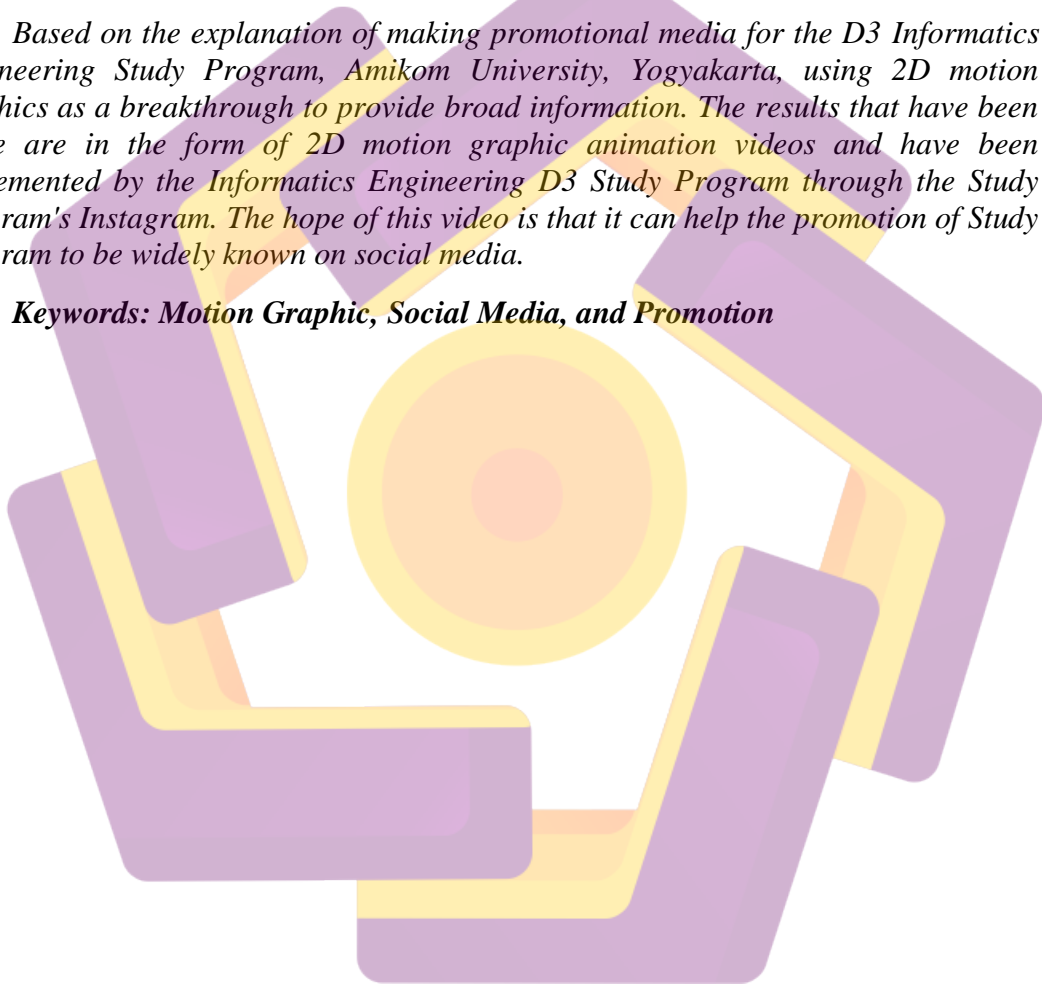 Based on the explanation of making promotional media for the D3 Informatics
neering Study Program, Amikom University, Yogyakarta, using 2D motion
hics as a breakthrough to provide broad information. The results that have been
e are in the form of 2D motion graphic animation videos and have been
emented by the Informatics Engineering D3 Study Program through the Study
ram's Instagram. The hope of this video is that it can help the promotion of Study
ram to be widely known on social media.
Keywords: Motion Graphic, Social Media, and Promotion